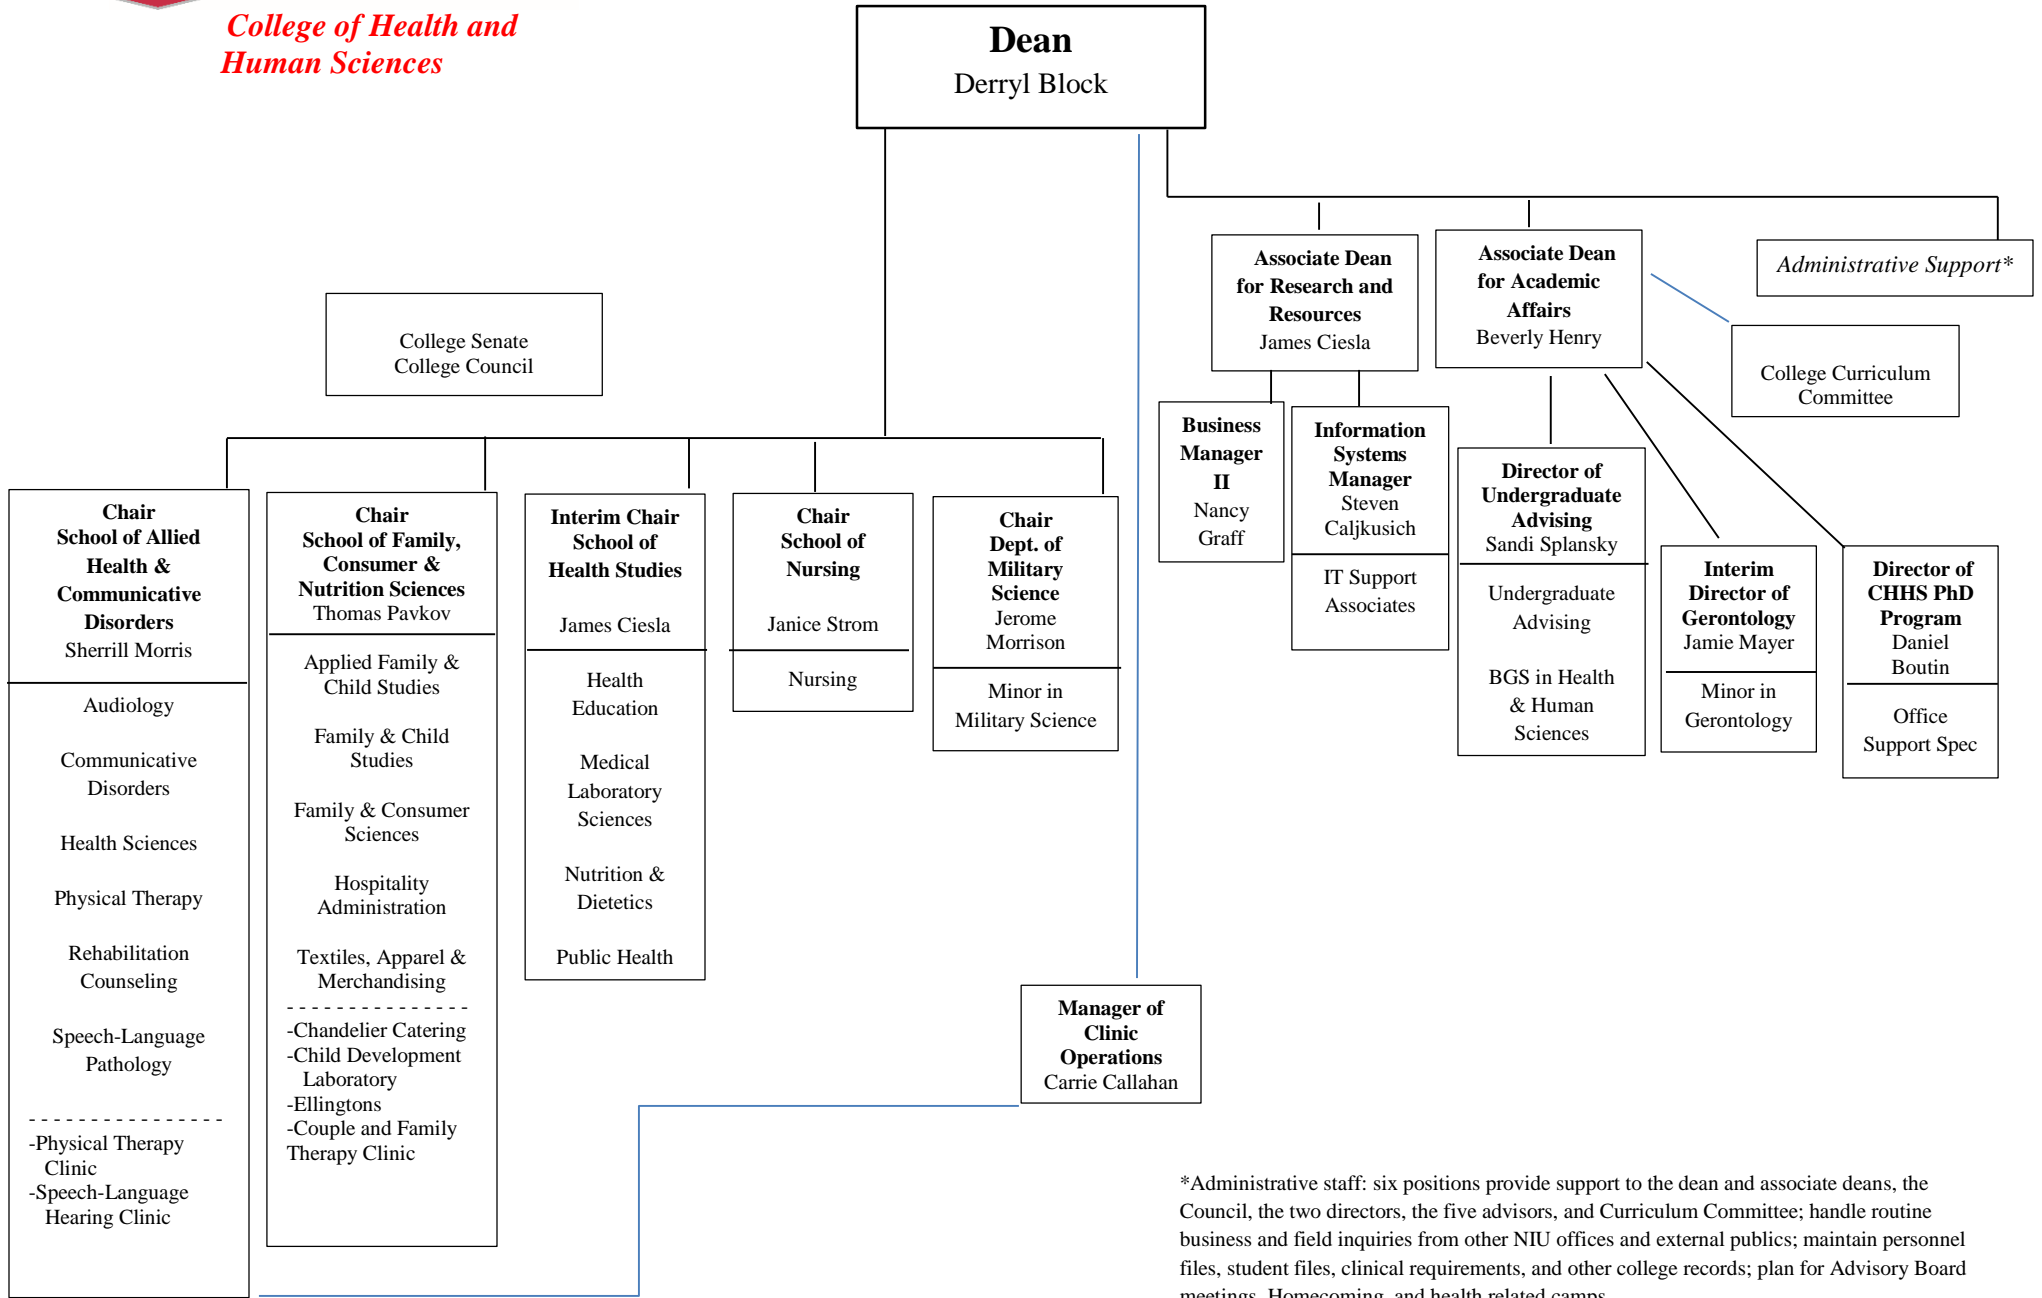 College of Health and
Human Sciences
Dean
Derryl Block
Associate Dean
for Research and
Resources
James Ciesla
Associate Dean
for Academic
Affairs
Beverly Henry
Administrative Support*
College Senate
College Council
College Curriculum
Committee
Business
Manager
II
Nancy
Graff
Information
Systems
Manager
Steven
Caljkusich
IT Support
Associates
Director of
Undergraduate
Advising
Sandi Splansky
Undergraduate
Advising
BGS in Health
& Human
Sciences
Interim
Director of
Gerontology
Jamie Mayer
Minor in
Gerontology
Director of
CHHS PhD
Program
Daniel
Boutin
Office
Support Spec
Chair
School of Allied
Health &
Communicative
Disorders
Sherrill Morris
Audiology
Communicative
Disorders
Health Sciences
Physical Therapy
Rehabilitation
Counseling
Speech-Language
Pathology
- - - - - - - - - - - - - - - -
-Physical Therapy
Clinic
-Speech-Language
Hearing Clinic
Chair
School of Family,
Consumer &
Nutrition Sciences
Thomas Pavkov
Applied Family &
Child Studies
Family & Child
Studies
Family & Consumer
Sciences
Hospitality
Administration
Textiles, Apparel &
Merchandising
- - - - - - - - - - - - - - -
-Chandelier Catering
-Child Development
Laboratory
-Ellingtons
-Couple and Family
Therapy Clinic
Interim Chair
School of
Health Studies
James Ciesla
Health
Education
Medical
Laboratory
Sciences
Nutrition &
Dietetics
Public Health
Chair
School of
Nursing
Janice Strom
Nursing
Chair
Dept. of
Military
Science
Jerome
Morrison
Minor in
Military Science
Manager of
Clinic
Operations
Carrie Callahan
*Administrative staff: six positions provide support to the dean and associate deans, the
Council, the two directors, the five advisors, and Curriculum Committee; handle routine
business and field inquiries from other NIU offices and external publics; maintain personnel
files, student files, clinical requirements, and other college records; plan for Advisory Board
meetings, Homecoming, and health related camps